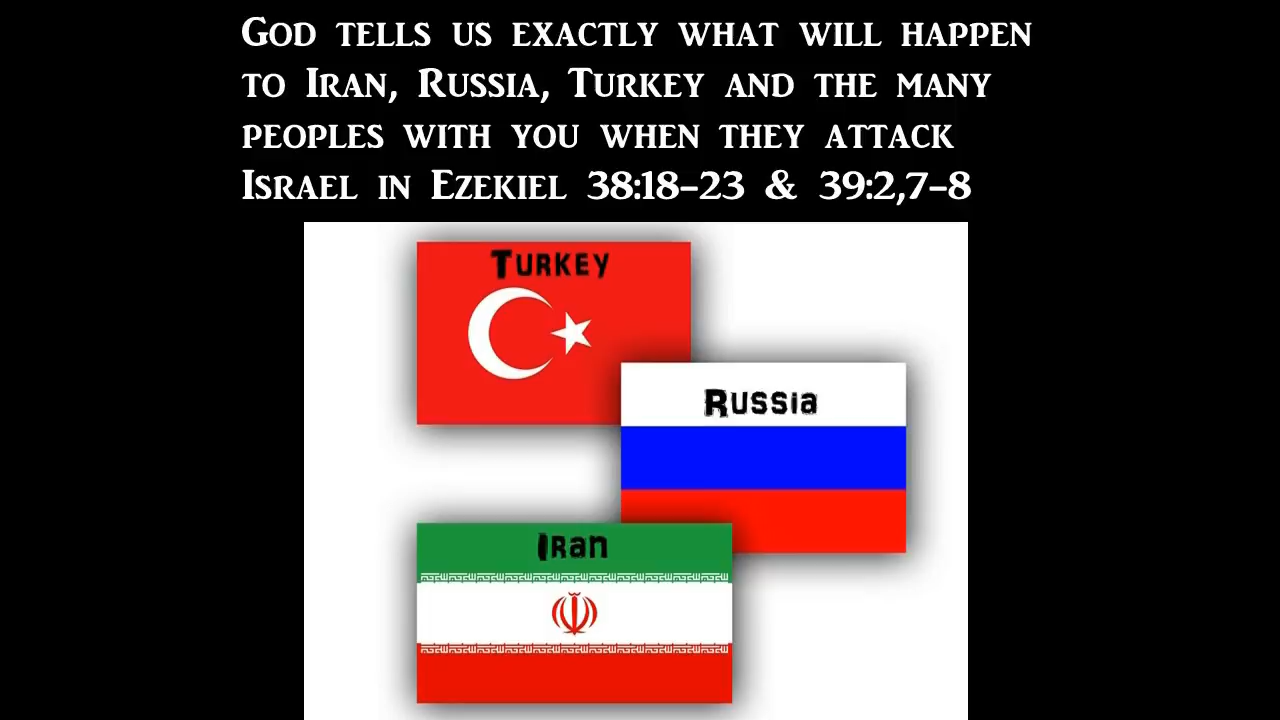 God tells us exactly what will happen
to Iran, Russia, Turkey and the many
peoples with you when they attack
Israel in Ezekiel 38:18-23 & 39:2,7-8
Turkey
Russia
Iran